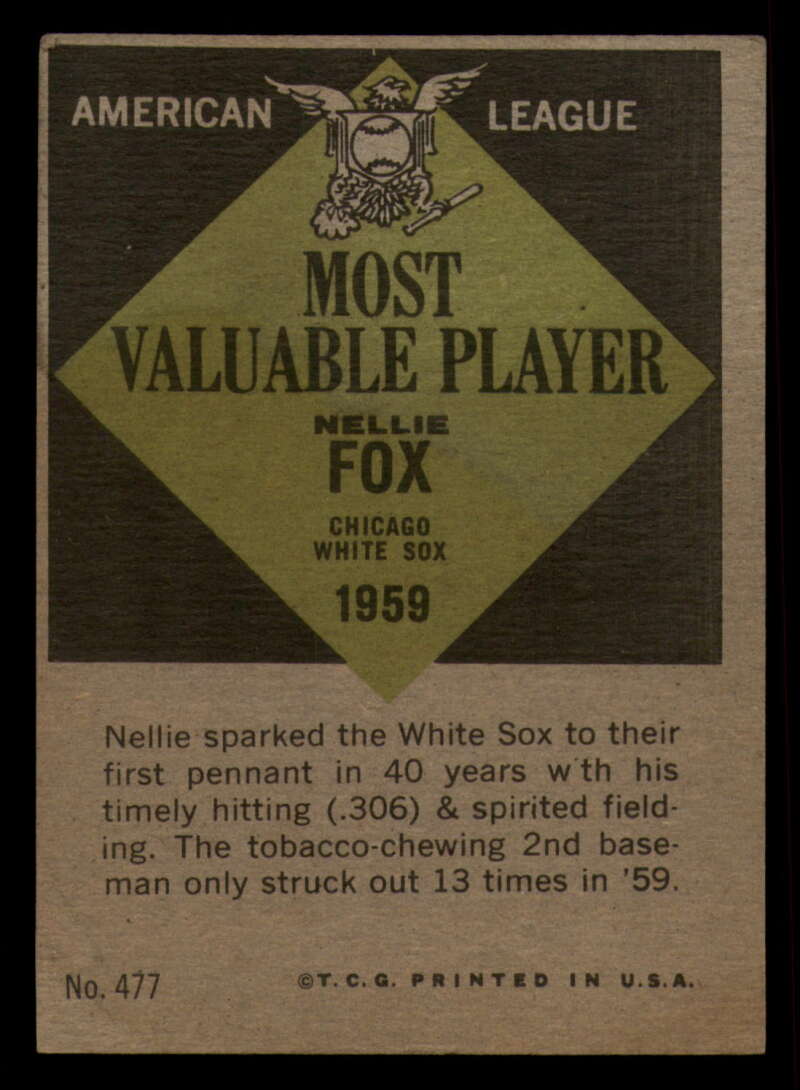 AMERICAN LEAGUE
MOST
VALUABLE PLAYER
NELLIE
FOX
CHICAGO
WHITE SOX
1959
Nellie sparked the White Sox to their
first pennant in 40 years w'th his
timely hitting (.306) & spirited field-
ing. The tobacco-chewing 2nd base-
man only struck out 13 times in '59.
No. 477 ©T.C.G. PRINTED IN U.S.A.